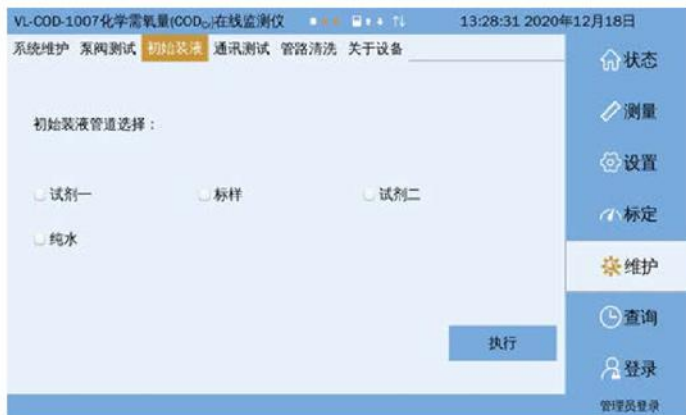 VL-COD-1007化学需氧量(CODcr)在线监测仪 13:28:31 2020年12月18日
系统维护 泵阀测试 初始装液 通讯测试 管路清洗 关于设备
状态
测量
初始装液管道选择：
设置
试剂一 标样 试剂二
标定
纯水
维护
查询
执行
登录
管理员登录